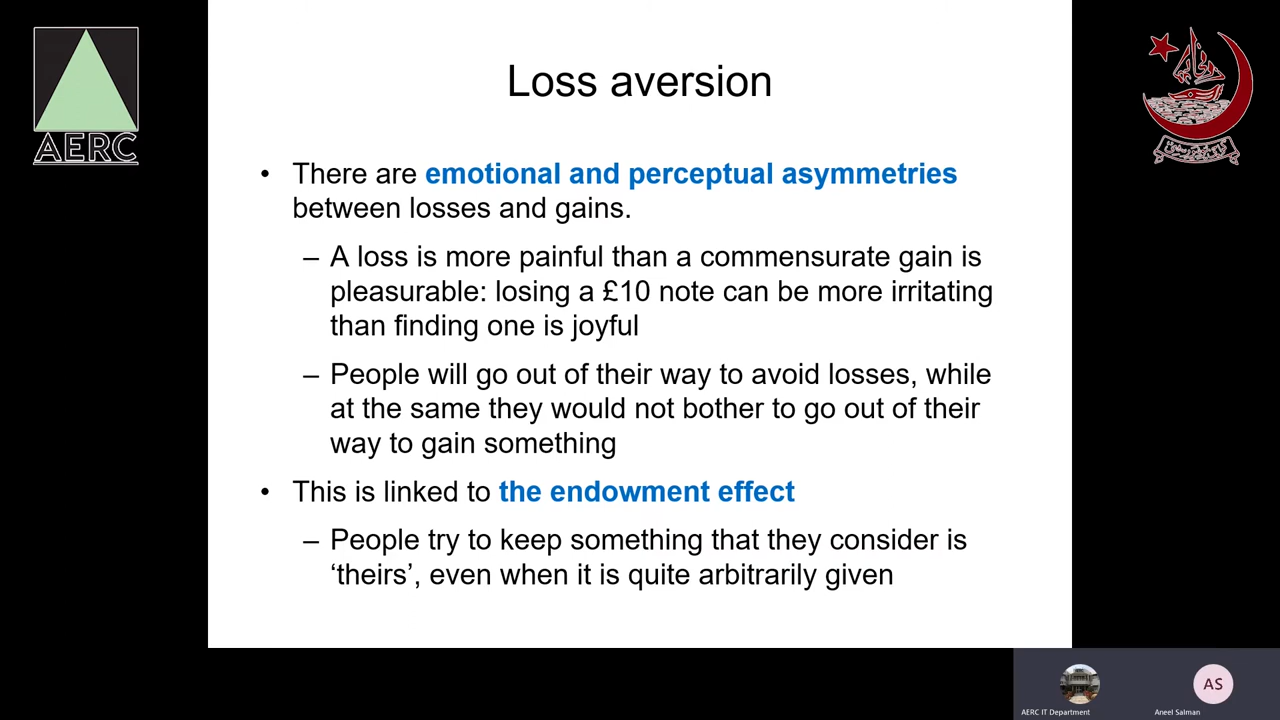 Loss aversion
AERC
• There are emotional and perceptual asymmetries
between losses and gains.
– A loss is more painful than a commensurate gain is
pleasurable: losing a £10 note can be more irritating
than finding one is joyful
– People will go out of their way to avoid losses, while
at the same they would not bother to go out of their
way to gain something
• This is linked to the endowment effect
– People try to keep something that they consider is
‘theirs’, even when it is quite arbitrarily given
AS
AERC IT Department
Aneel Salman